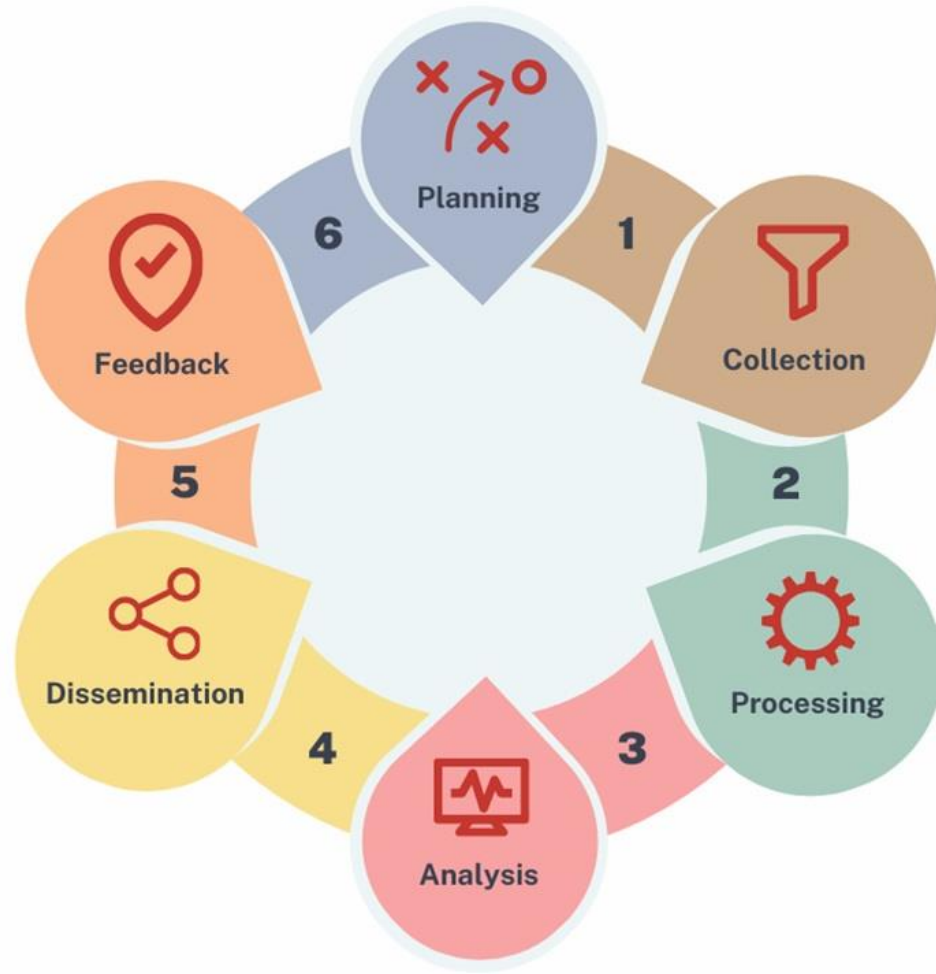 Planning
1
Collection
2
Processing
3
Analysis
4
Dissemination
5
Feedback
6